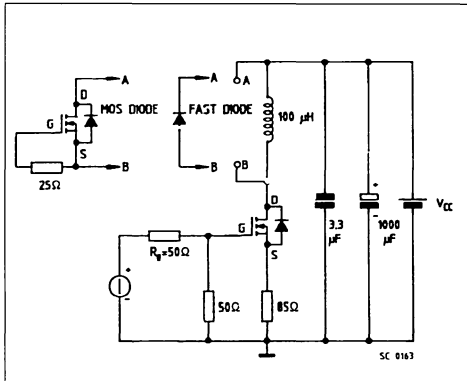 A
D
MOS DIODE
G
S
B
25Ω
A
FAST DIODE
B
A
100 µH
B
D
G
S
Rg=50Ω
+
-
50Ω
85Ω
3.3
µF
+
-
1000
µF
VCC
SC 0163